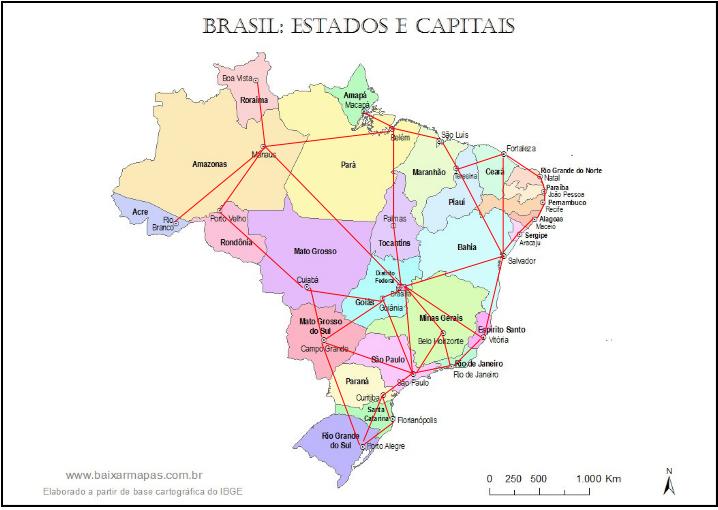 BRASIL: ESTADOS E CAPITAIS
Boa Vista
Roraima
Amapá
Macapá
Belém
São Luís
Fortaleza
Manaus
Amazonas
Pará
Maranhão
Teresina
Ceará
Rio Grande do Norte
Natal
Paraíba
João Pessoa
Pernambuco
Recife
Piauí
Acre
Rio
Branco
Porto Velho
Palmas
Alagoas
Maceio
Sergipe
Aracaju
Rondônia
Mato Grosso
Tocantins
Bahia
Salvador
Distrito
Federal
Brasília
Cuiabá
Goiás
Goiânia
Mato Grosso
do Sul
Minas Gerais
Espírito Santo
Vitória
Belo Horizonte
Campo Grande
São Paulo
Rio de Janeiro
Rio de Janeiro
São Paulo
Paraná
Curitiba
Santa
Catarina
Florianópolis
Rio Grande
do Sul
Porto Alegre
www.baixarmapas.com.br
Elaborado a partir de base cartográfica do IBGE
0 250 500 1.000 Km
N